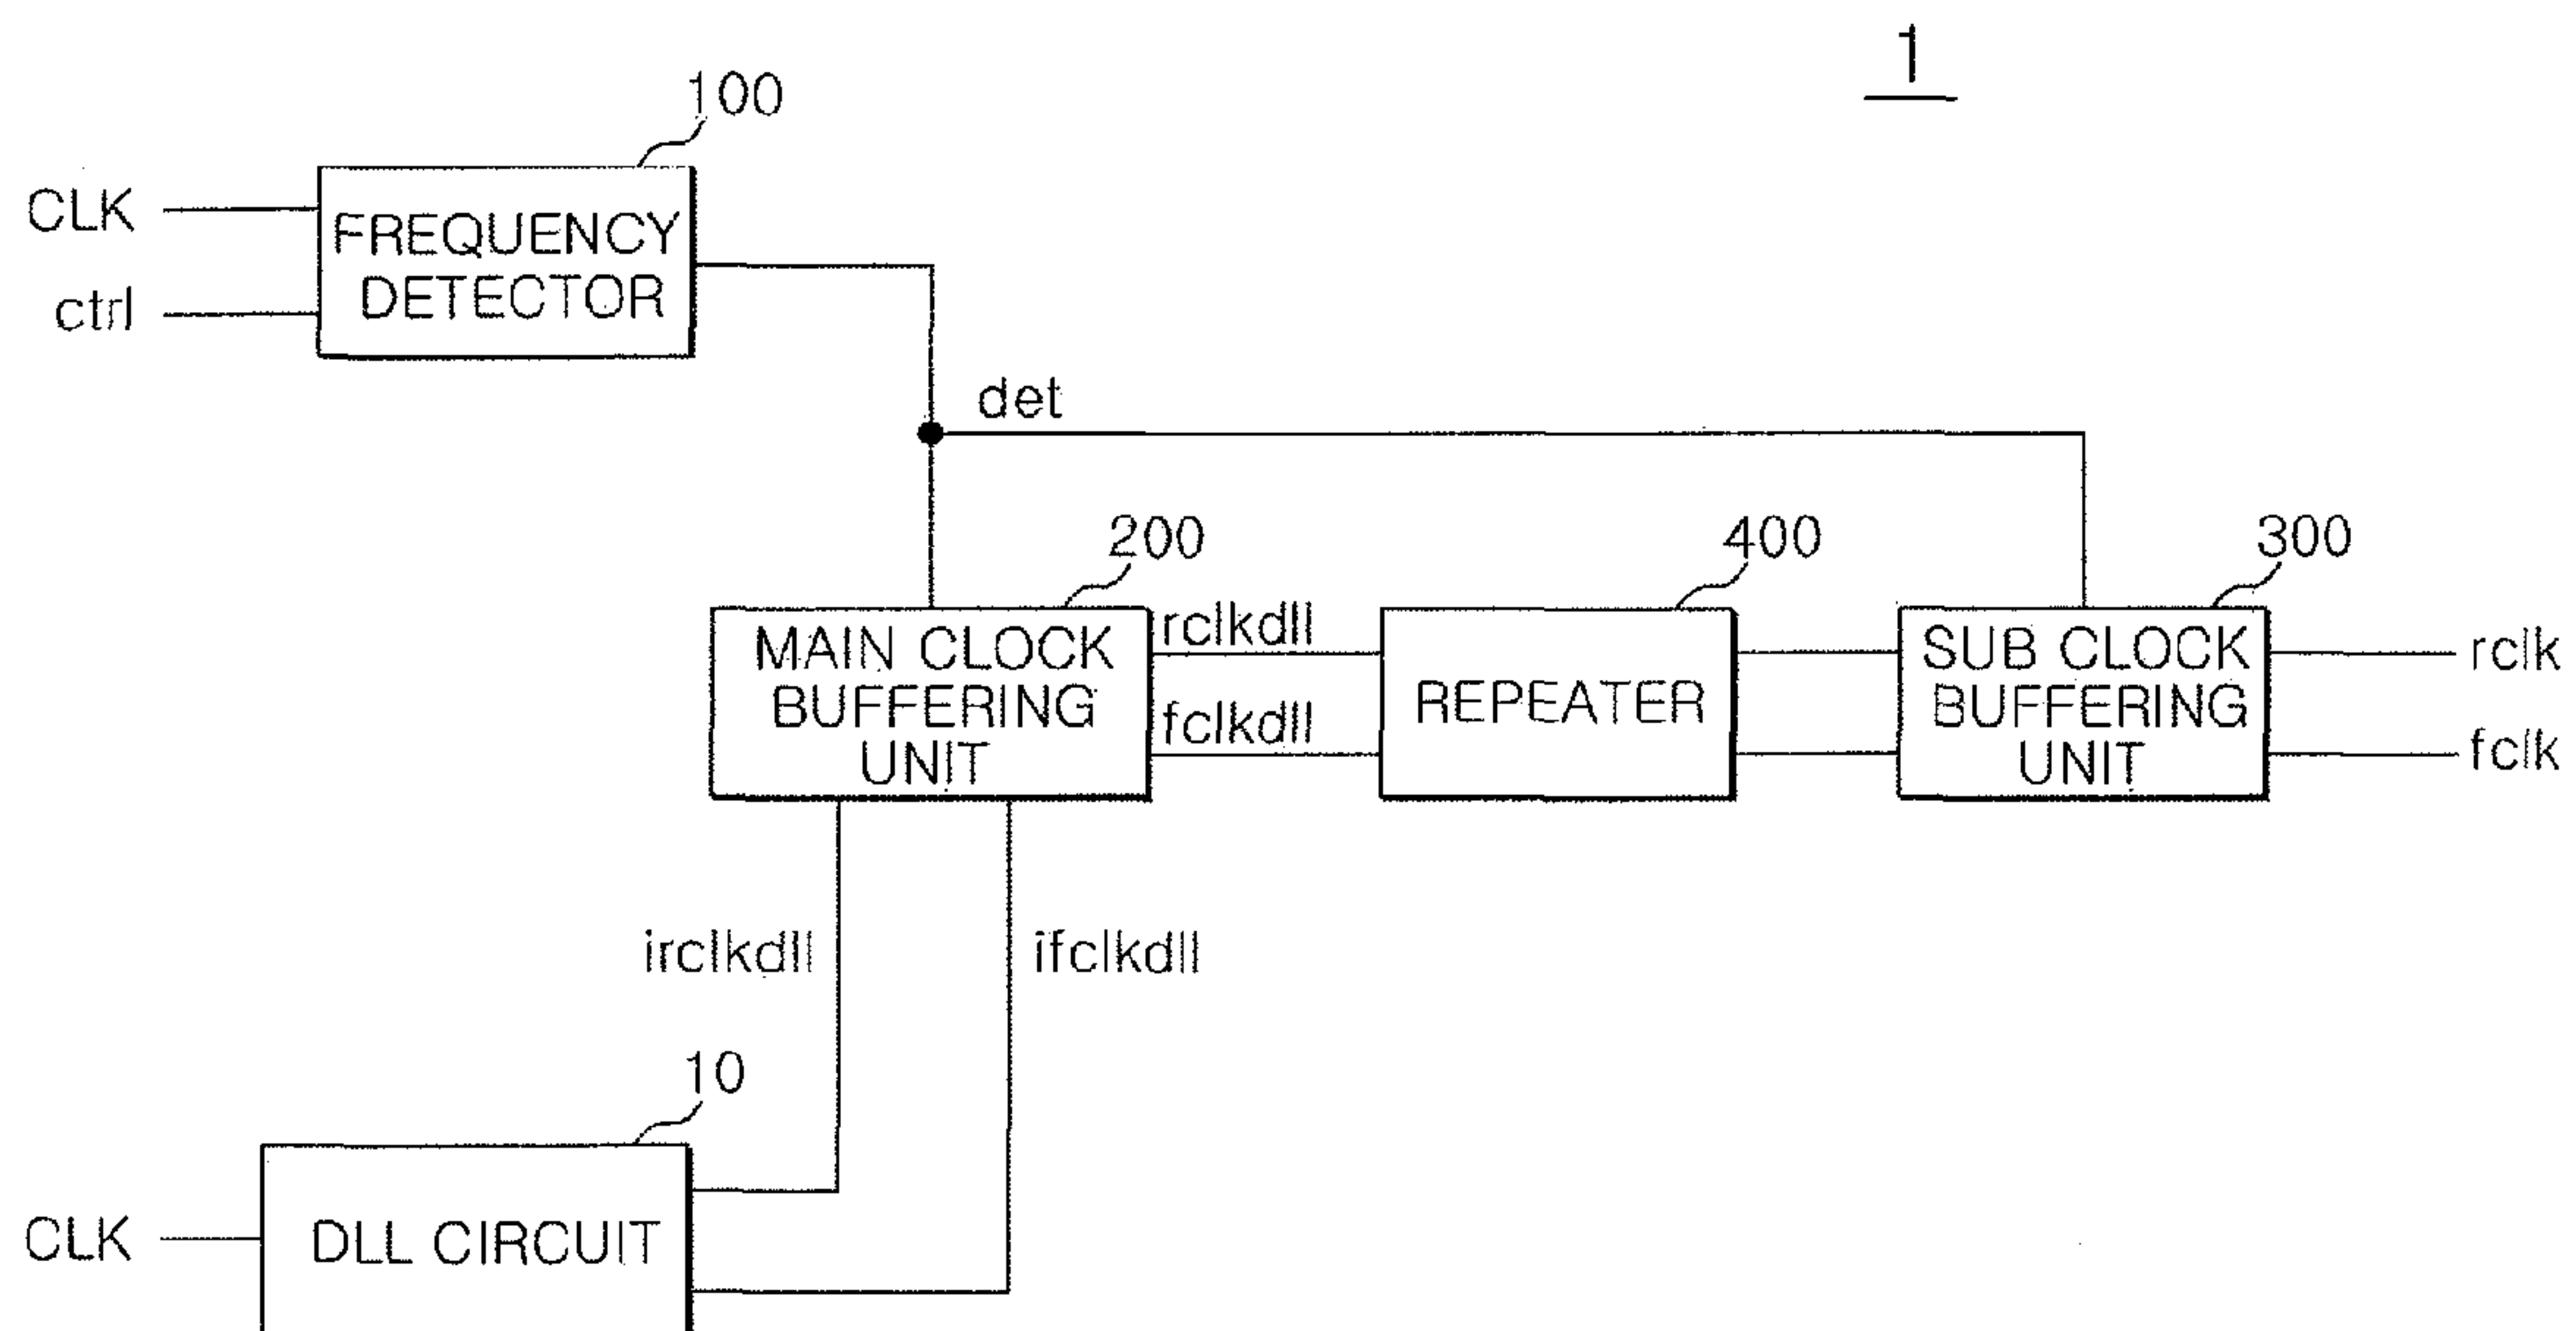 1
100
CLK
FREQUENCY
DETECTOR
ctrl
det
200
400
300
MAIN CLOCK
BUFFERING
UNIT
rclkdll
fclkdll
REPEATER
SUB CLOCK
BUFFERING
UNIT
rclk
fclk
irclkdll
ifclkdll
10
CLK
DLL CIRCUIT